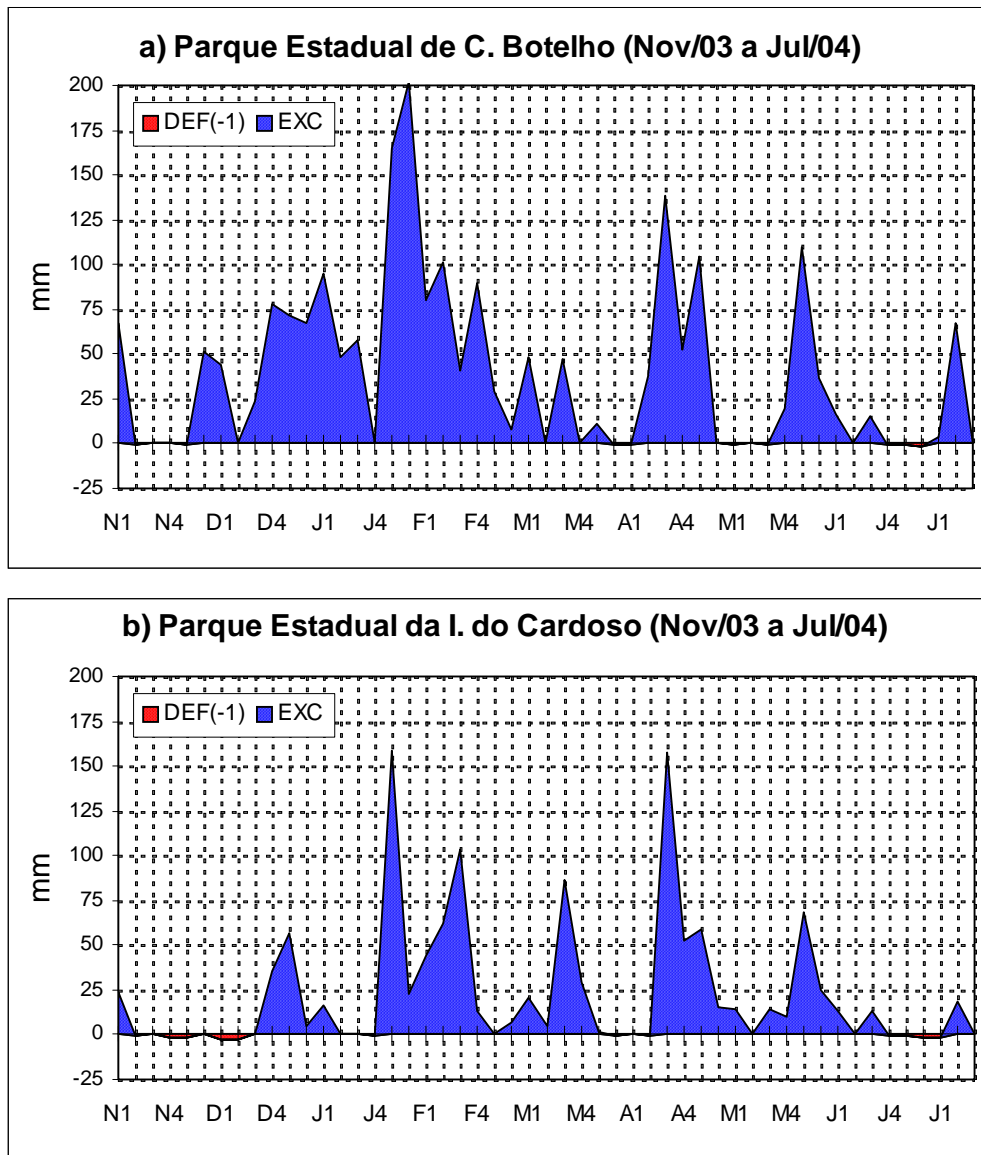 a) Parque Estadual de C. Botelho (Nov/03 a Jul/04)
200
175
150
125
100
75
50
25
0
-25
mm
DEF(-1) EXC
N1 N4 D1 D4 J1 J4 F1 F4 M1 M4 A1 A4 M1 M4 J1 J4 J1
b) Parque Estadual da I. do Cardoso (Nov/03 a Jul/04)
200
175
150
125
100
75
50
25
0
-25
mm
DEF(-1) EXC
N1 N4 D1 D4 J1 J4 F1 F4 M1 M4 A1 A4 M1 M4 J1 J4 J1